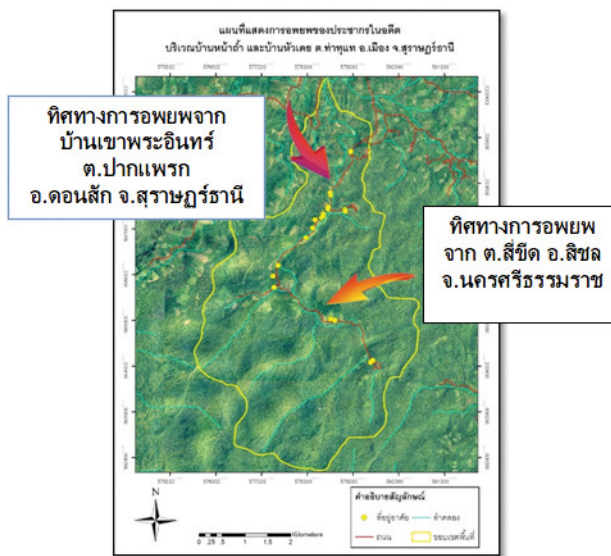 แผนที่แสดงการอพยพของประชากรในอดีต
บริเวณบ้านหน้าถ้ำ และบ้านหัวเตย ต.ท่าทุแท อ.เมือง จ.สุราษฎร์ธานี
ทิศทางการอพยพจาก
บ้านเขาพระอินทร์
ต.ปากแพรก
อ.ดอนสัก จ.สุราษฎร์ธานี
ทิศทางการอพยพ
จาก ต.สี่ขีด อ.สิชล
จ.นครศรีธรรมราช
N
0 .25 .5 1 1.5 2
Kilometers
คำอธิบายสัญลักษณ์
ที่อยู่อาศัย
ลำคลอง
ถนน
ขอบเขตพื้นที่